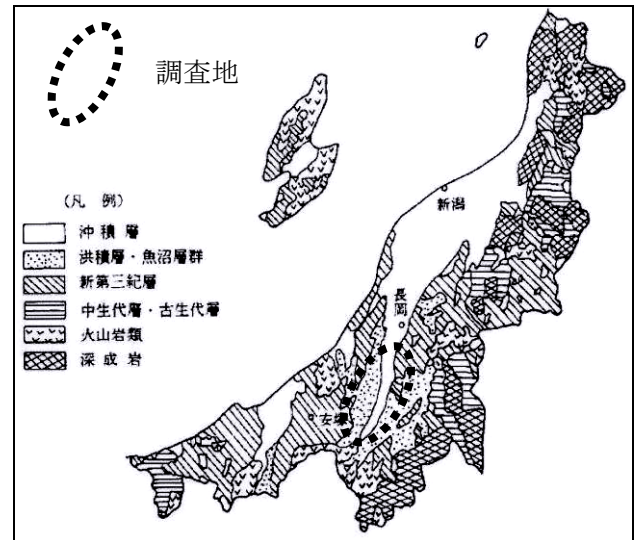 調査地
(凡 例)
沖積層
洪積層・魚沼層群
新第三紀層
中生代層・古生代層
火山岩類
深成岩
新潟
長岡
安塚